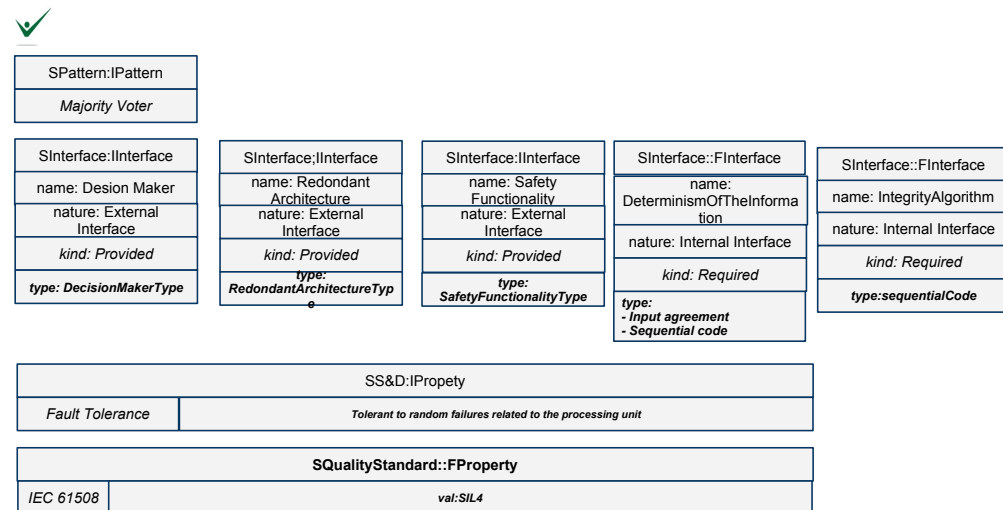 SPattern:IPattern
Majority Voter
SInterface:IInterface
name: Desion Maker
nature: External
Interface
kind: Provided
type: DecisionMakerType
SInterface;IInterface
name: Redondant
Architecture
nature: External
Interface
kind: Provided
type:
RedondantArchitectureTyp
e
SInterface:IInterface
name: Safety
Functionality
nature: External
Interface
kind: Provided
type:
SafetyFunctionalityType
SInterface::FInterface
name:
DeterminismOfTheInforma
tion
nature: Internal Interface
kind: Required
type:
- Input agreement
- Sequential code
SInterface::FInterface
name: IntegrityAlgorithm
nature: Internal Interface
kind: Required
type:sequentialCode
SS&D:IPropety
Fault Tolerance
Tolerant to random failures related to the processing unit
SQualityStandard::FProperty
IEC 61508
val:SIL4